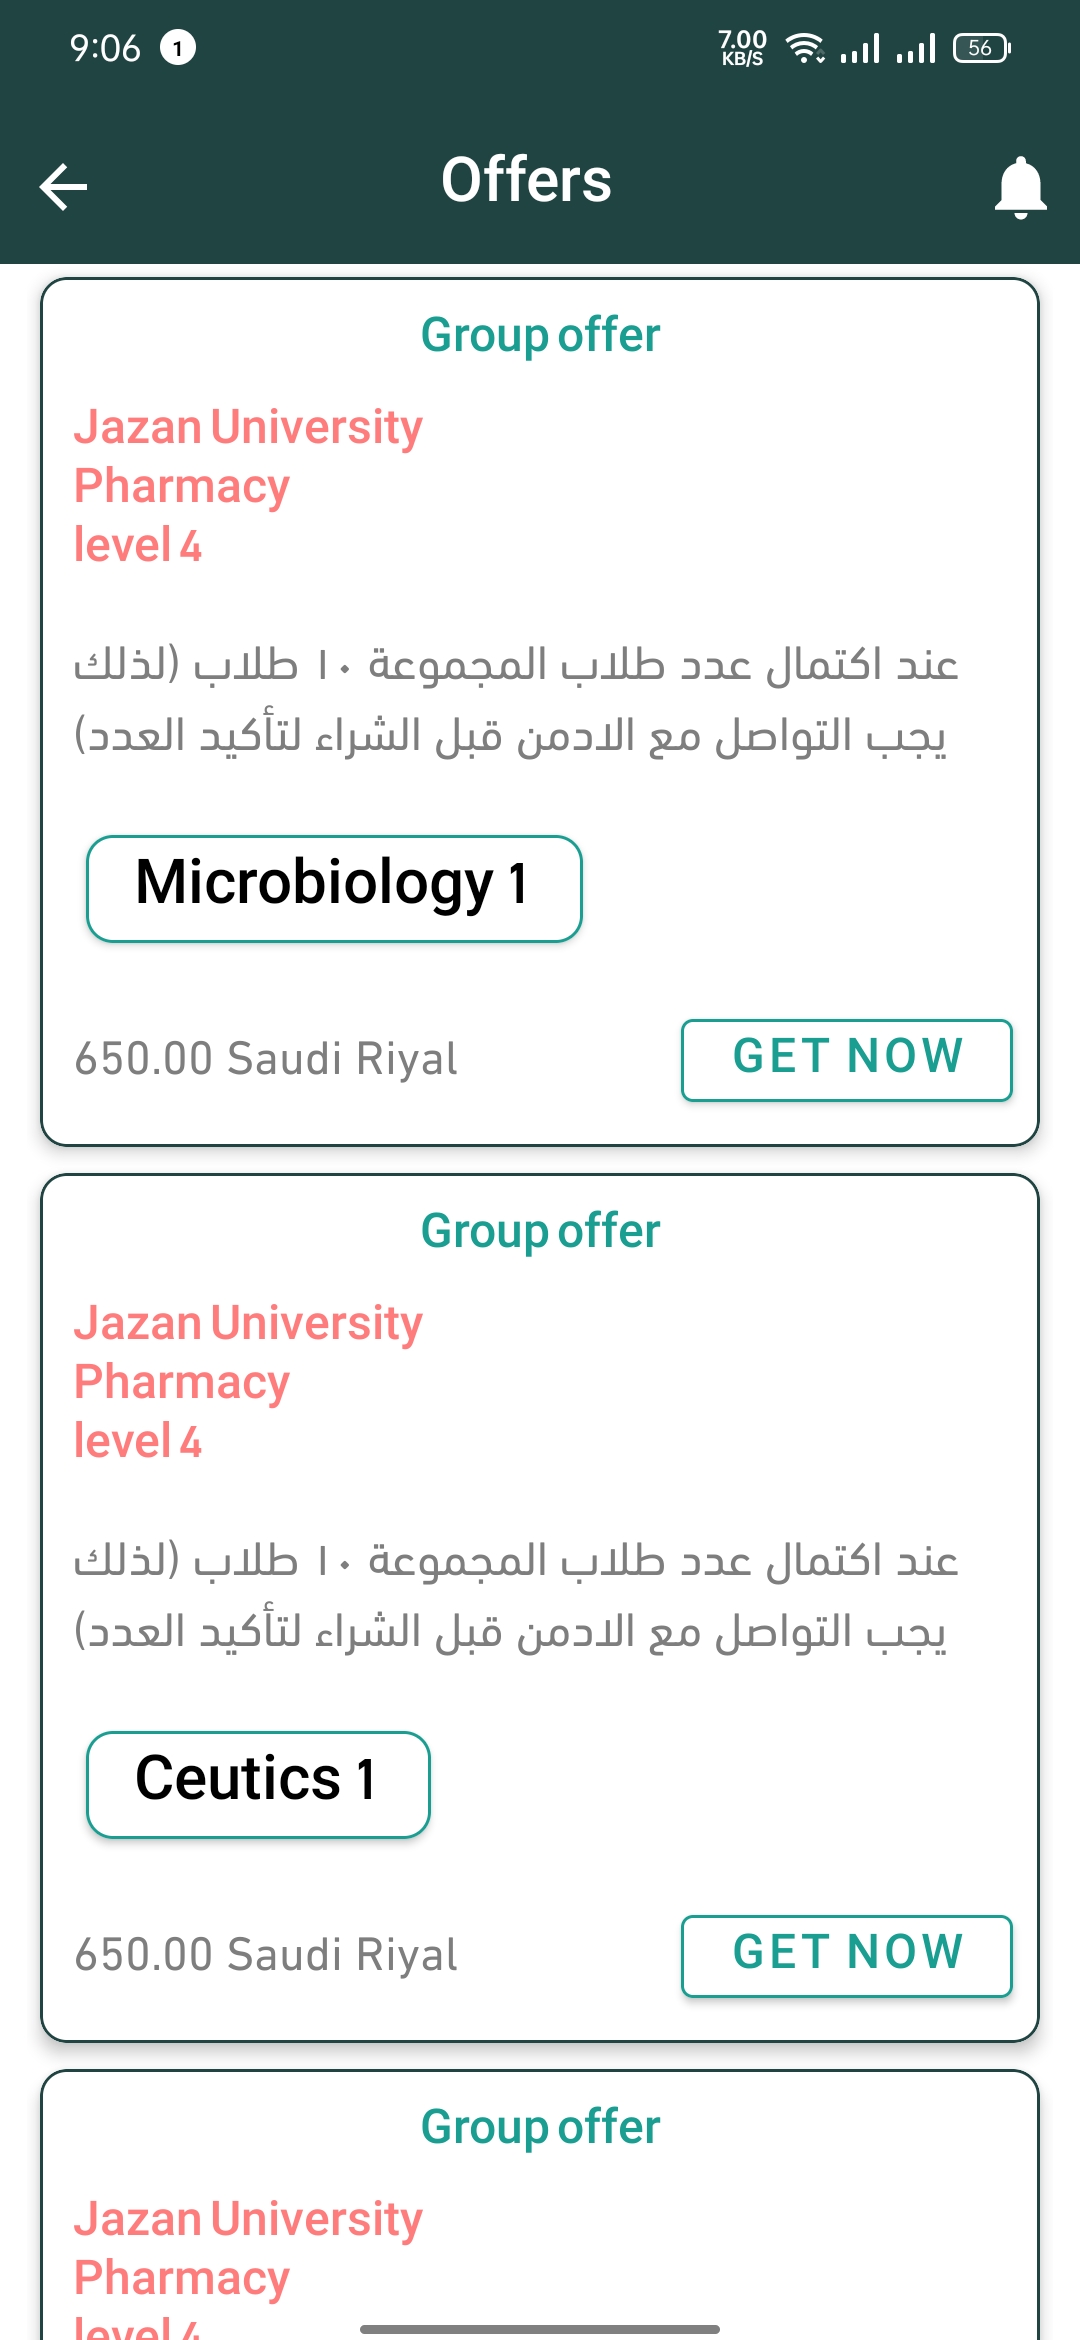 9:06 1 7.00 KB/S 56
Offers
Group offer
Jazan University
Pharmacy
level 4
عند اكتمال عدد طلاب المجموعة ١٠ طلاب (لذلك
يجب التواصل مع الادمن قبل الشراء لتأكيد العدد)
Microbiology 1
650.00 Saudi Riyal GET NOW
Group offer
Jazan University
Pharmacy
level 4
عند اكتمال عدد طلاب المجموعة ١٠ طلاب (لذلك
يجب التواصل مع الادمن قبل الشراء لتأكيد العدد)
Ceutics 1
650.00 Saudi Riyal GET NOW
Group offer
Jazan University
Pharmacy
level 4